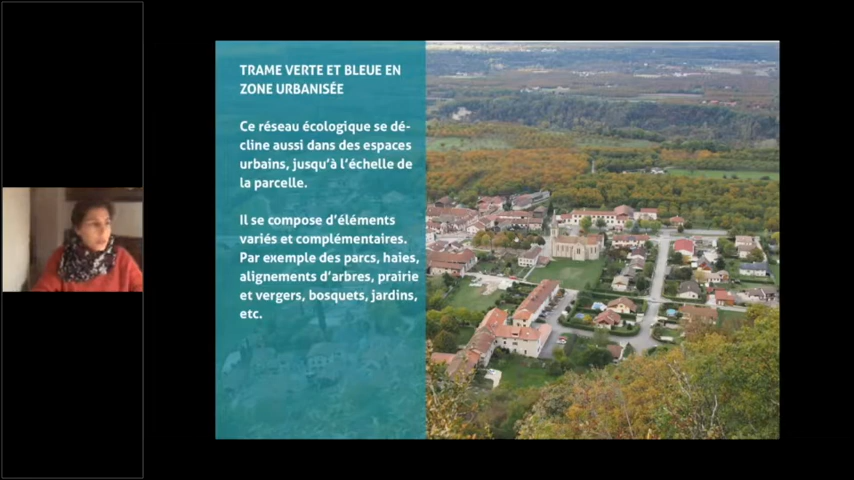 TRAME VERTE ET BLEUE EN
ZONE URBANISÉE
Ce réseau écologique se dé-
cline aussi dans des espaces
urbains, jusqu'à l'échelle de
la parcelle.
Il se compose d'éléments
variés et complémentaires.
Par exemple des parcs, haies,
alignements d'arbres, prairie
et vergers, bosquets, jardins,
etc.